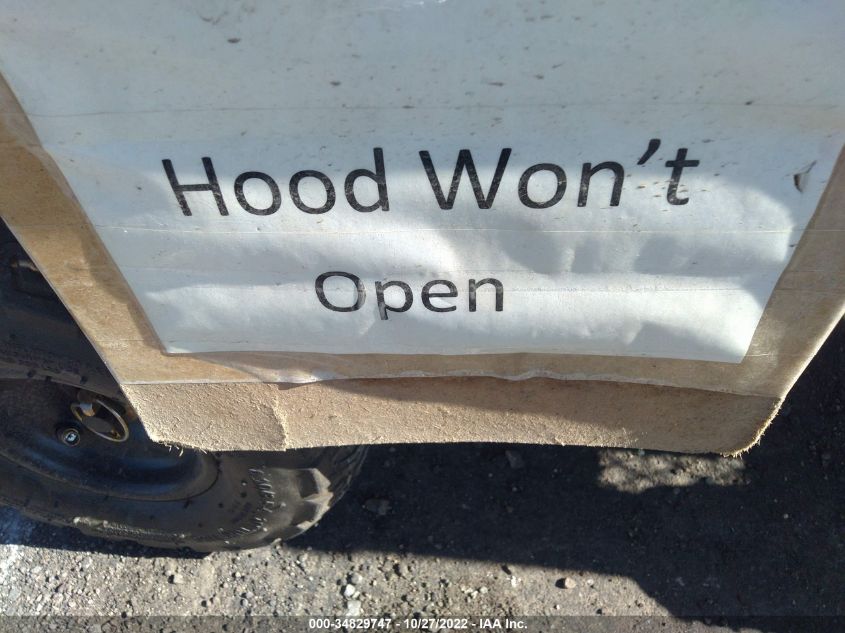 Hood Won't
Open
000-34829747 - 10/27/2022 - IAA Inc.